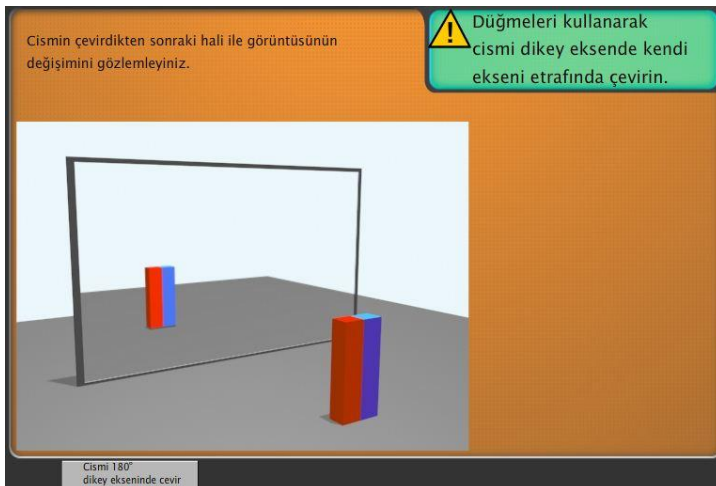 Cismin çevirdikten sonraki hali ile görüntüsünün
değişimini gözlemleyiniz.
Düğmeleri kullanarak
cismi dikey eksende kendi
ekseni etrafında çevirin.
Cismi 180°
dikey ekseninde cevir